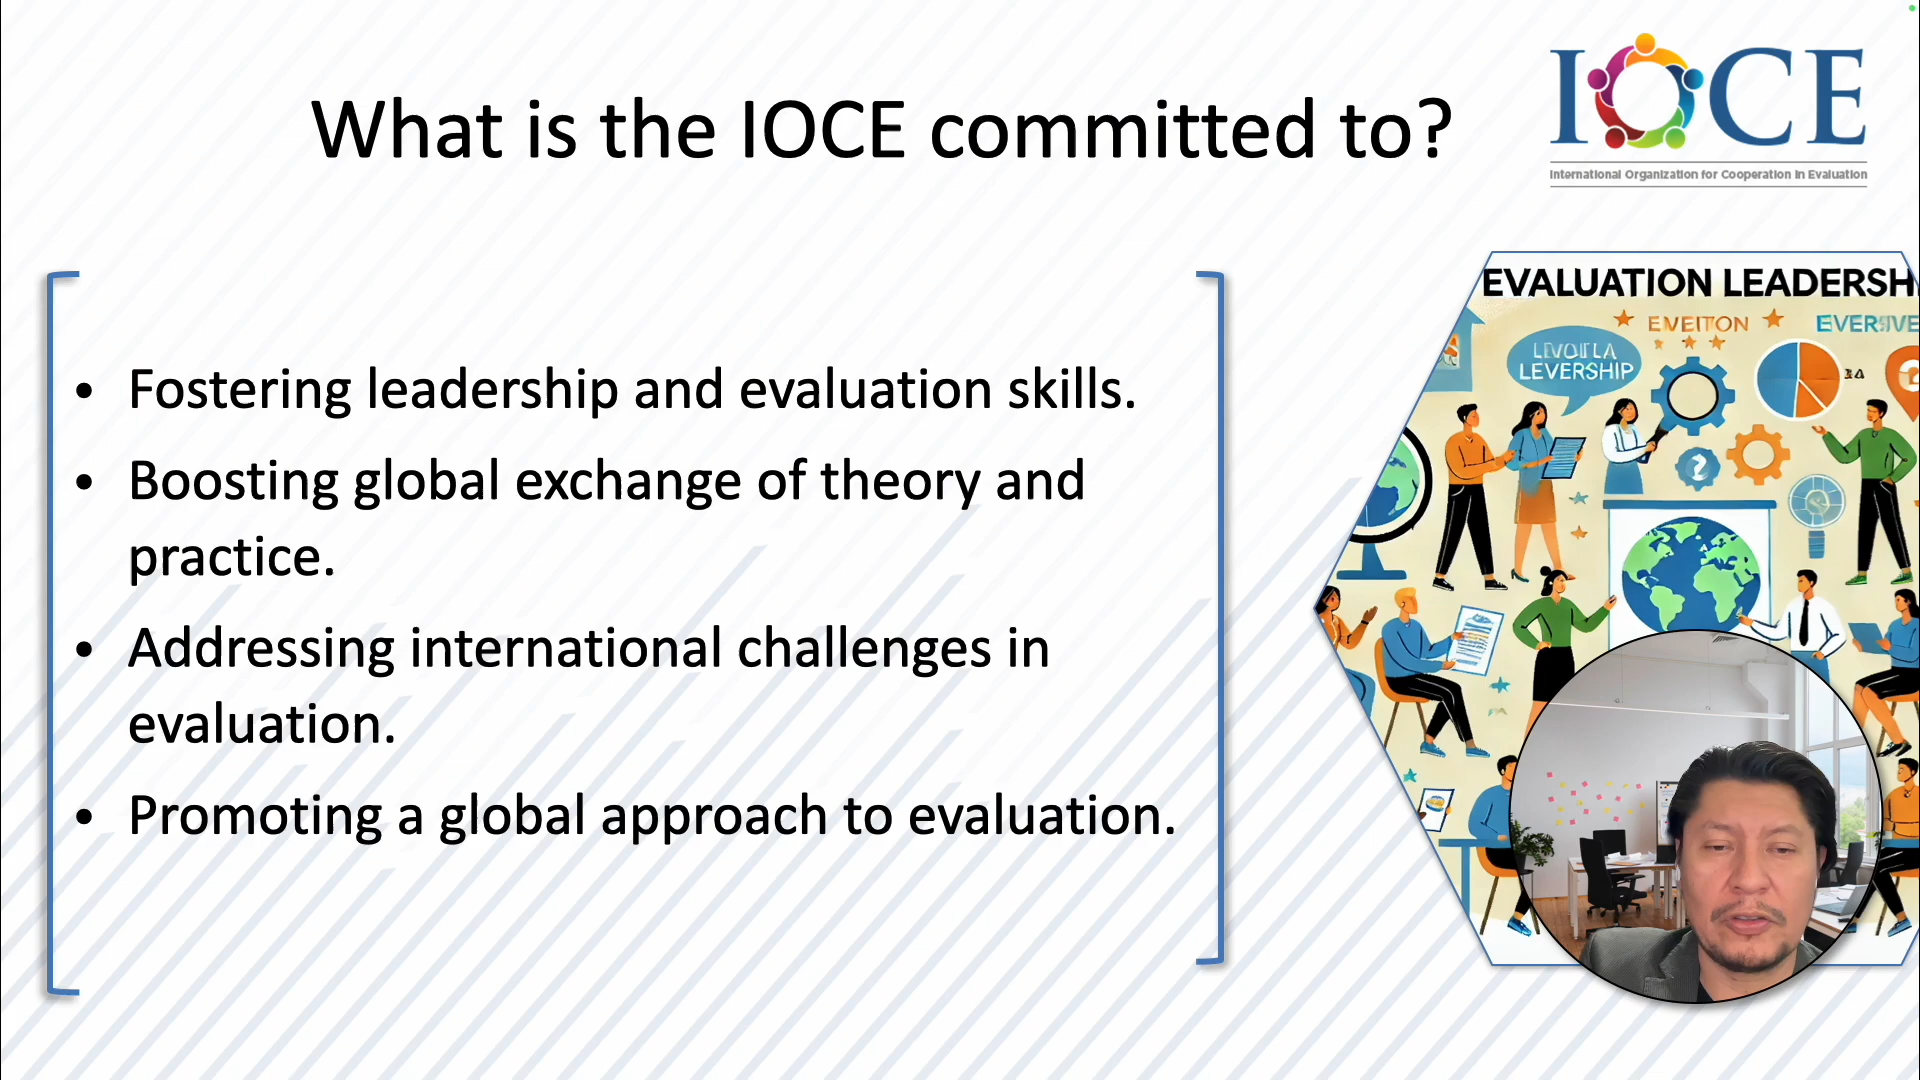 What is the IOCE committed to?
IOCE
International Organization for Cooperation in Evaluation
• Fostering leadership and evaluation skills.
• Boosting global exchange of theory and
practice.
• Addressing international challenges in
evaluation.
• Promoting a global approach to evaluation.
EVALUATION LEADERSH
EVEITON
LEVERSHIP